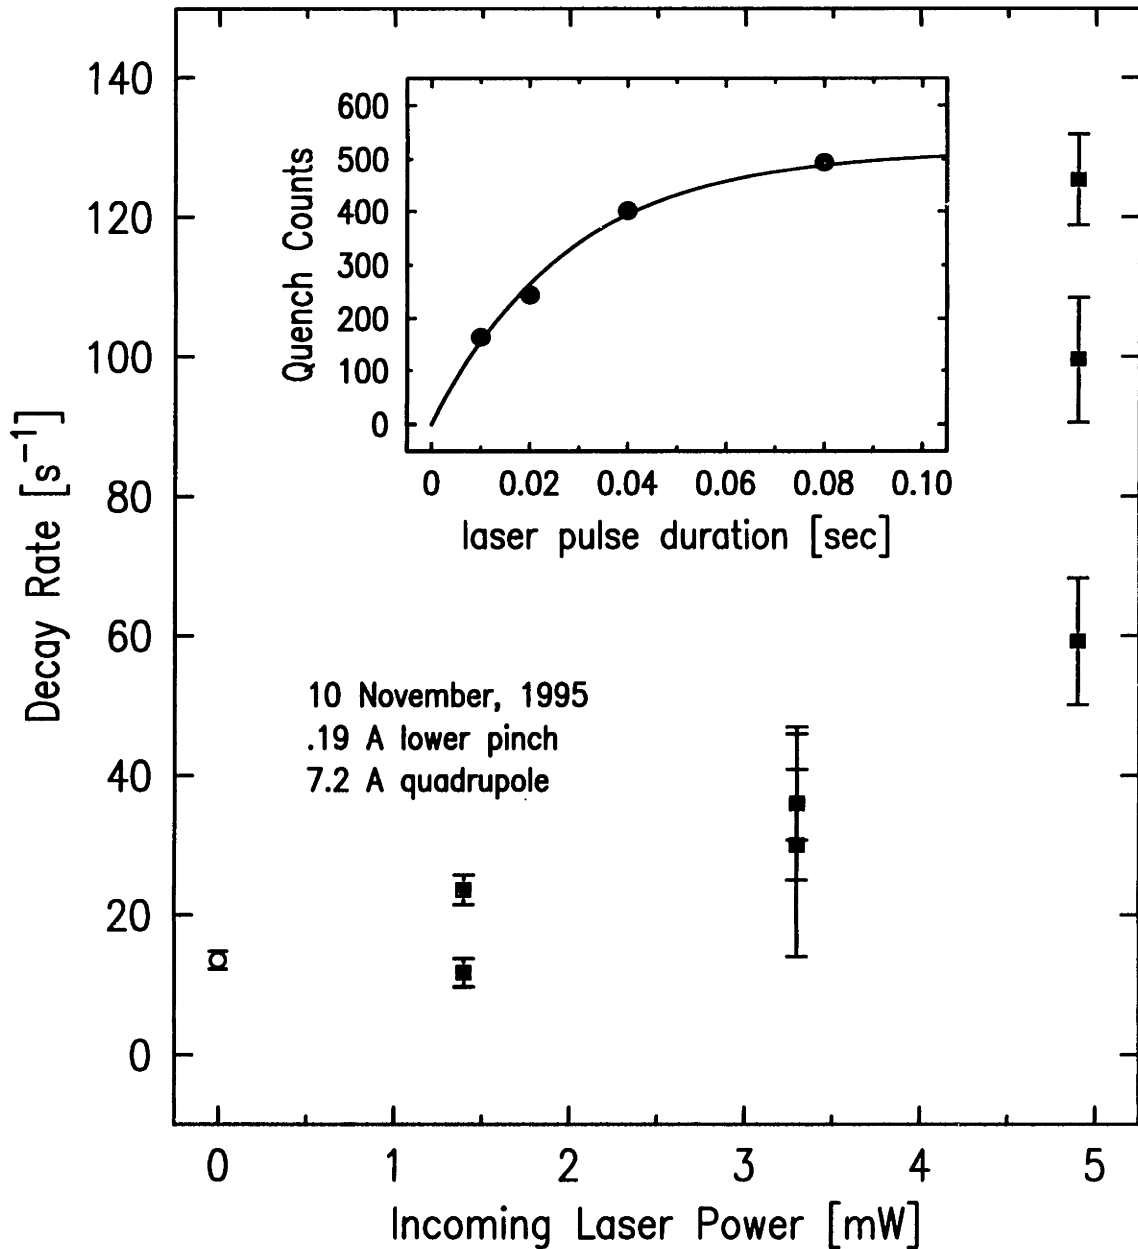 140
120
100
80
60
40
20
0
Decay Rate [s⁻¹]
600
500
400
300
200
100
0
Quench Counts
0 0.02 0.04 0.06 0.08 0.10
laser pulse duration [sec]
10 November, 1995
.19 A lower pinch
7.2 A quadrupole
0 1 2 3 4 5
Incoming Laser Power [mW]